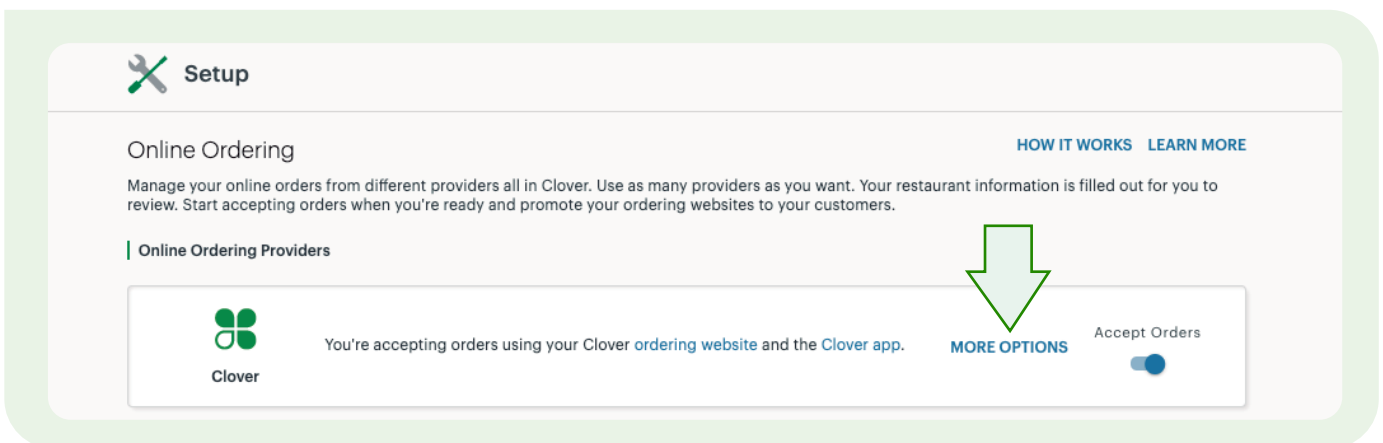 Setup
Online Ordering
HOW IT WORKS LEARN MORE
Manage your online orders from different providers all in Clover. Use as many providers as you want. Your restaurant information is filled out for you to
review. Start accepting orders when you're ready and promote your ordering websites to your customers.
Online Ordering Providers
Clover
You're accepting orders using your Clover ordering website and the Clover app.
MORE OPTIONS
Accept Orders